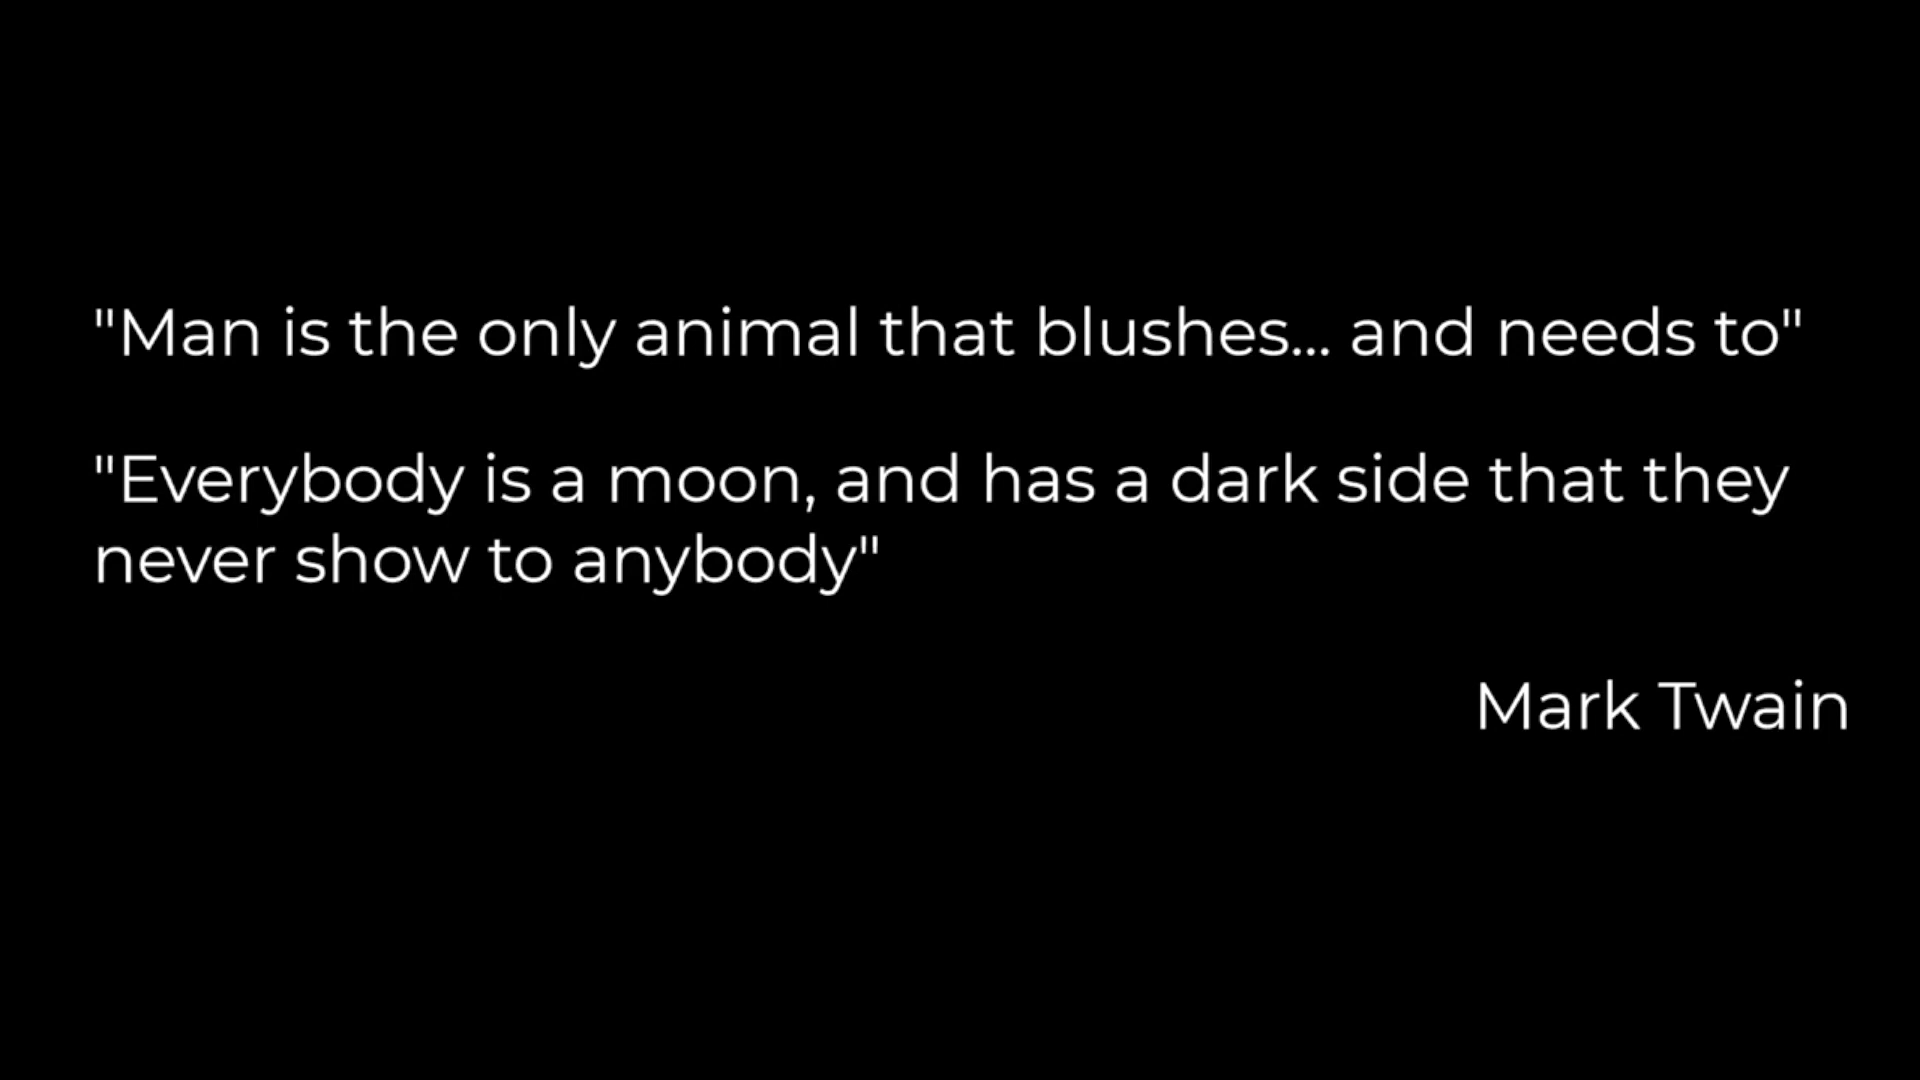 "Man is the only animal that blushes... and needs to"
"Everybody is a moon, and has a dark side that they
never show to anybody"
Mark Twain